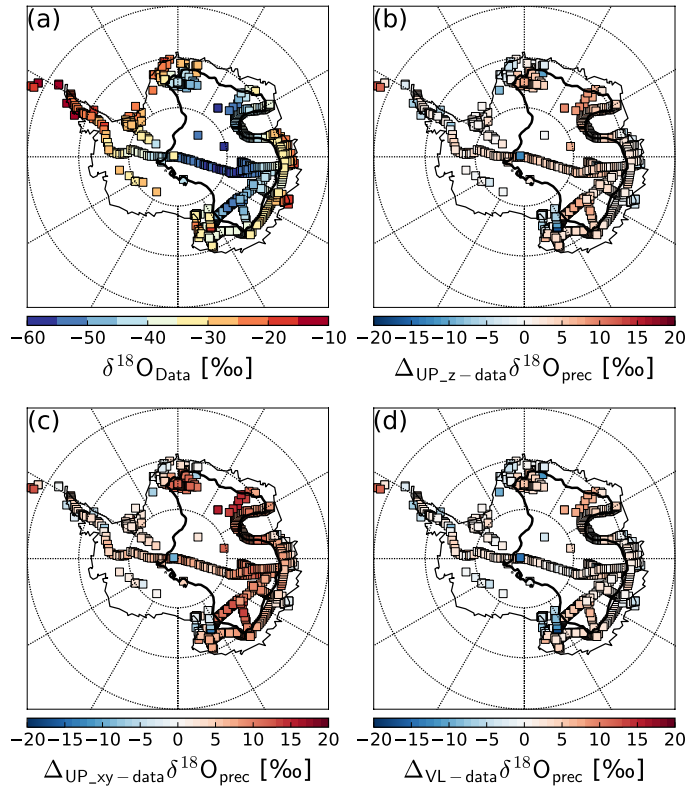 (a)
(b)
−60 −50 −40 −30 −20 −10
−20 −15 −10 −5 0 5 10 15 20
δ¹⁸O_Data [‰]
Δ_UP_z−data δ¹⁸O_prec [‰]
(c)
(d)
−20 −15 −10 −5 0 5 10 15 20
−20 −15 −10 −5 0 5 10 15 20
Δ_UP_xy−data δ¹⁸O_prec [‰]
Δ_VL−data δ¹⁸O_prec [‰]